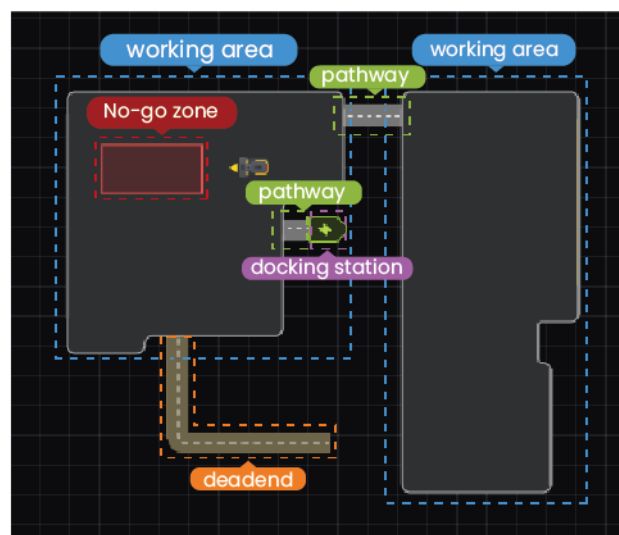 working area
working area
pathway
No-go zone
pathway
docking station
deadend